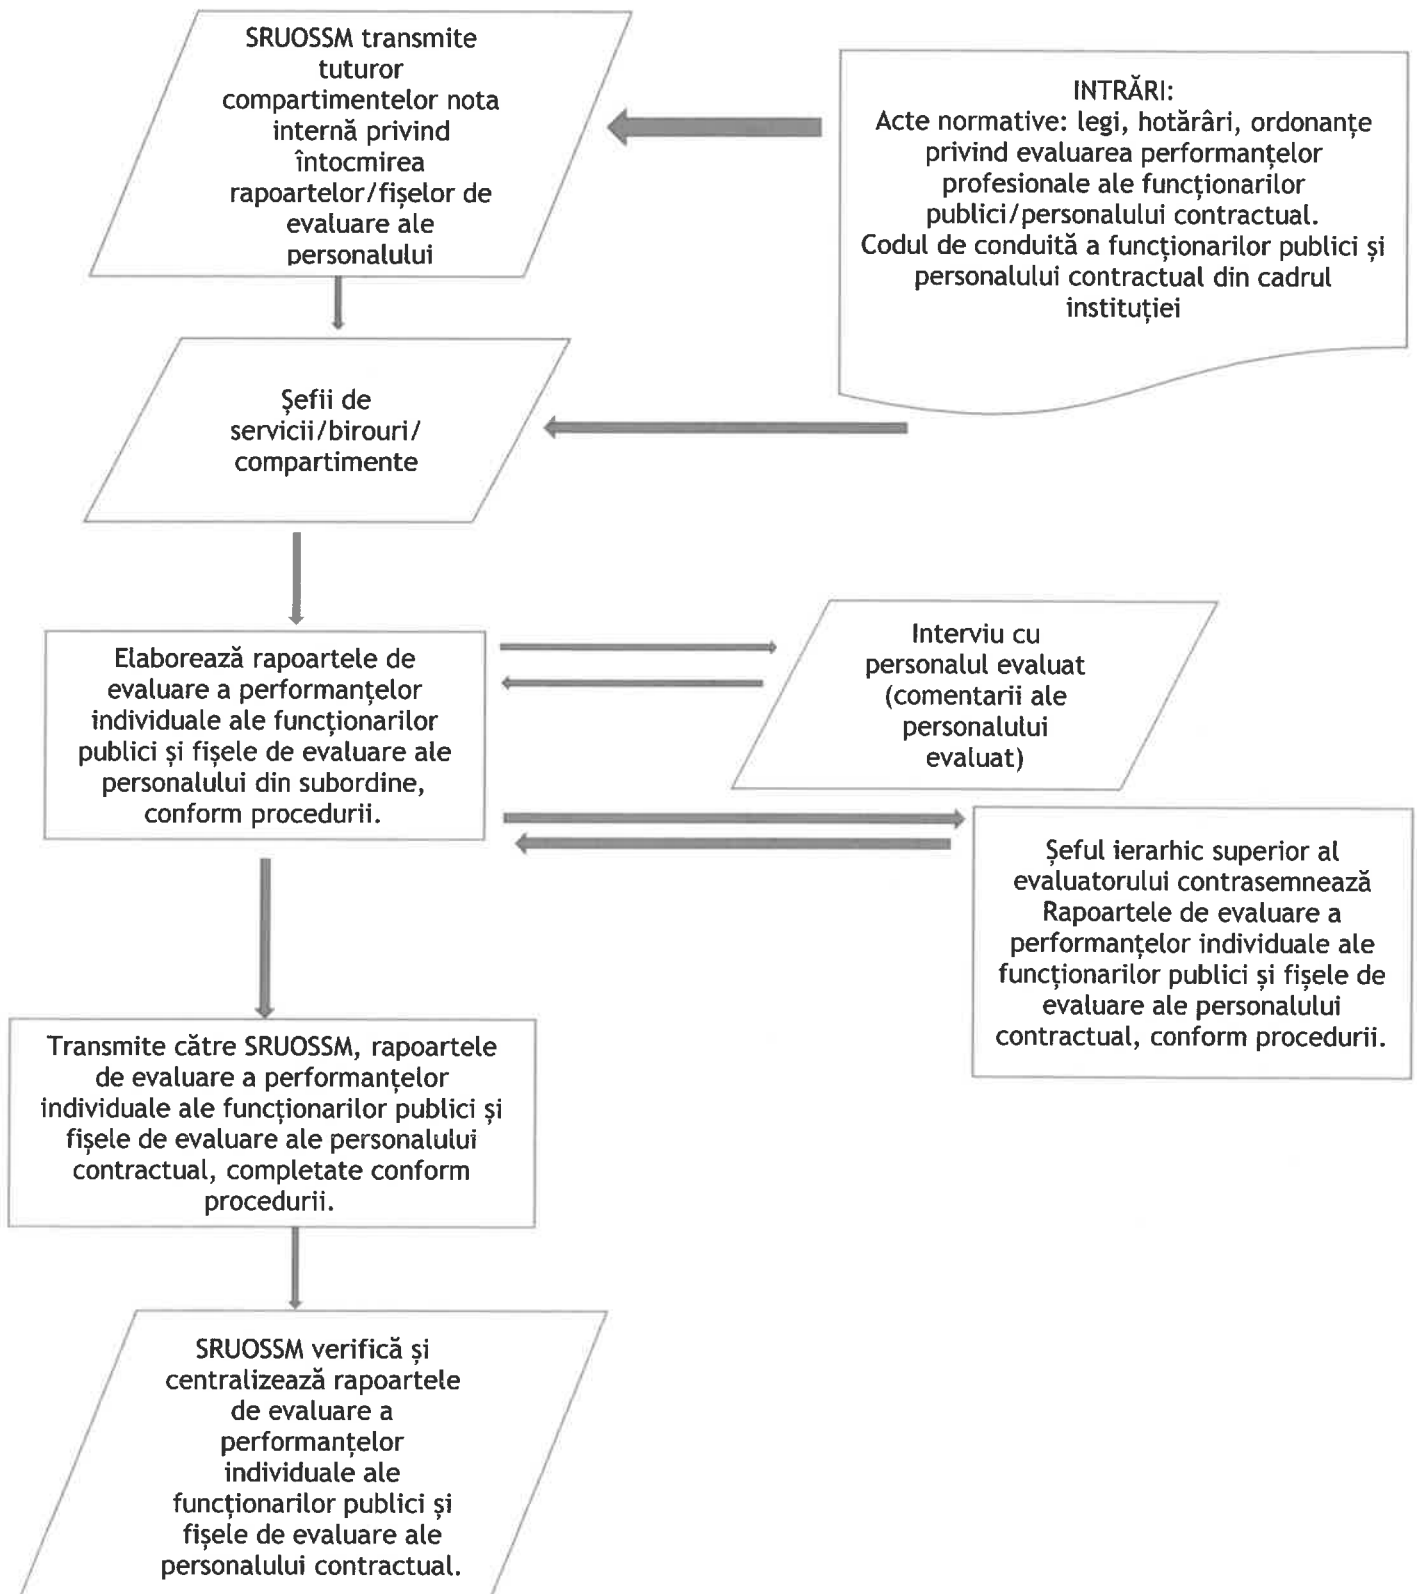 SRUOSSM transmite
tuturor
compartimentelor nota
internă privind
întocmirea
rapoartelor/fișelor de
evaluare ale
personalului
INTRĂRI:
Acte normative: legi, hotărâri, ordonanțe
privind evaluarea performanțelor
profesionale ale funcționarilor
publici/personalului contractual.
Codul de conduită a funcționarilor publici și
personalului contractual din cadrul
instituției
Șefii de
servicii/birouri/
compartimente
Elaborează rapoartele de
evaluare a performanțelor
individuale ale funcționarilor
publici și fișele de evaluare ale
personalului din subordine,
conform procedurii.
Interviu cu
personalul evaluat
(comentarii ale
personalului
evaluat)
Șeful ierarhic superior al
evaluatorului contrasemnează
Rapoartele de evaluare a
performanțelor individuale ale
funcționarilor publici și fișele de
evaluare ale personalului
contractual, conform procedurii.
Transmite către SRUOSSM, rapoartele
de evaluare a performanțelor
individuale ale funcționarilor publici și
fișele de evaluare ale personalului
contractual, completate conform
procedurii.
SRUOSSM verifică și
centralizează rapoartele
de evaluare a
performanțelor
individuale ale
funcționarilor publici și
fișele de evaluare ale
personalului contractual.